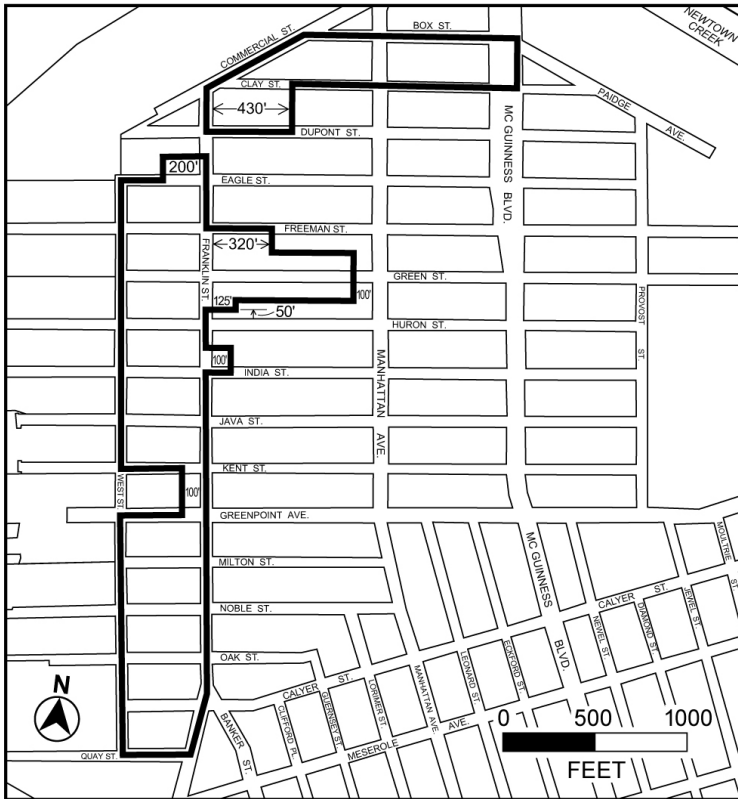 BOX ST.
NEWTOWN
CREEK
COMMERCIAL ST.
CLAY ST.
PAIDGE
AVE.
430'
DUPONT ST.
MC GUINNESS BLVD.
200'
EAGLE ST.
FREEMAN ST.
FRANKLIN ST.
320'
GREEN ST.
125'
100'
50'
PROVOST ST
HURON ST.
100'
MANHATTAN AVE.
INDIA ST.
JAVA ST.
KENT ST.
WEST ST.
100'
GREENPOINT AVE.
MC GUINNESS BLVD.
MOULTRIE ST.
MILTON ST.
CALYER ST.
JEWEL ST.
DIAMOND ST.
NEWEL ST.
NOBLE ST.
OAK ST.
CALYER ST.
ECKFORD ST.
LEONARD ST.
MANHATTAN AVE.
LORIMER ST.
GUERNSEY ST.
CLIFFORD PL.
BANKER ST.
MESEROLE AVE.
N
QUAY ST.
0 500 1000
FEET